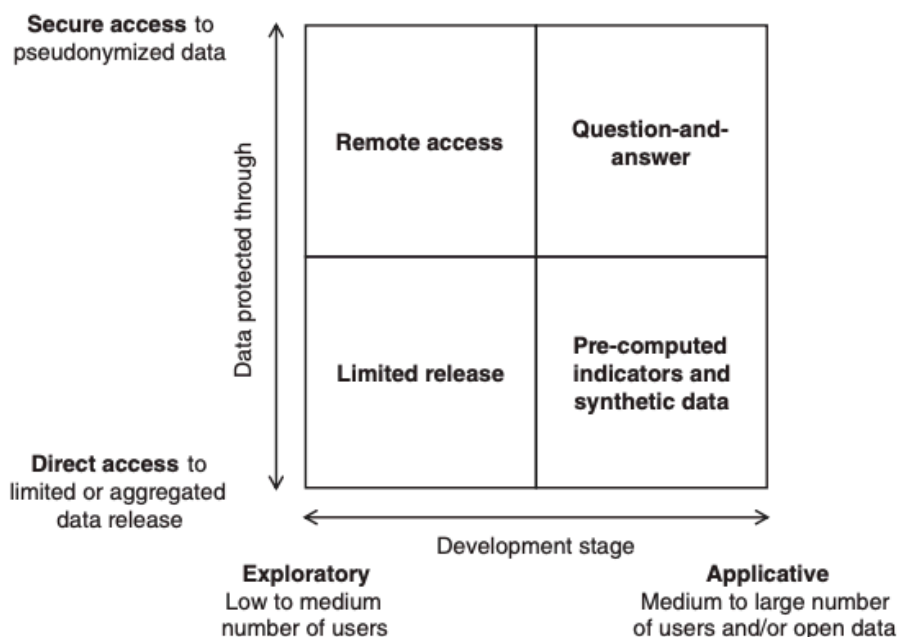 Secure access to
pseudonymized data
Data protected through
Remote access
Question-and-
answer
Limited release
Pre-computed
indicators and
synthetic data
Direct access to
limited or aggregated
data release
Development stage
Exploratory
Low to medium
number of users
Applicative
Medium to large number
of users and/or open data